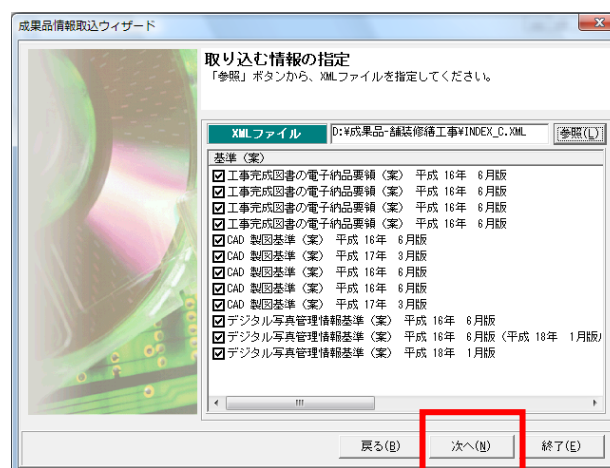 成果品情報取込ウィザード
取り込む情報の指定
「参照」ボタンから、XMLファイルを指定してください。
XMLファイル D:¥成果品-舗装修繕工事¥INDEX_C.XML 参照(L)
基準（案）
工事完成図書の電子納品要領（案） 平成 16年 6月版
工事完成図書の電子納品要領（案） 平成 16年 6月版
工事完成図書の電子納品要領（案） 平成 16年 6月版
工事完成図書の電子納品要領（案） 平成 16年 6月版
CAD 製図基準（案） 平成 16年 6月版
CAD 製図基準（案） 平成 17年 3月版
CAD 製図基準（案） 平成 16年 6月版
CAD 製図基準（案） 平成 16年 6月版
CAD 製図基準（案） 平成 17年 3月版
デジタル写真管理情報基準（案） 平成 16年 6月版
デジタル写真管理情報基準（案） 平成 16年 6月版（平成 18年 1月版
デジタル写真管理情報基準（案） 平成 18年 1月版
戻る(B) 次へ(N) 終了(E)